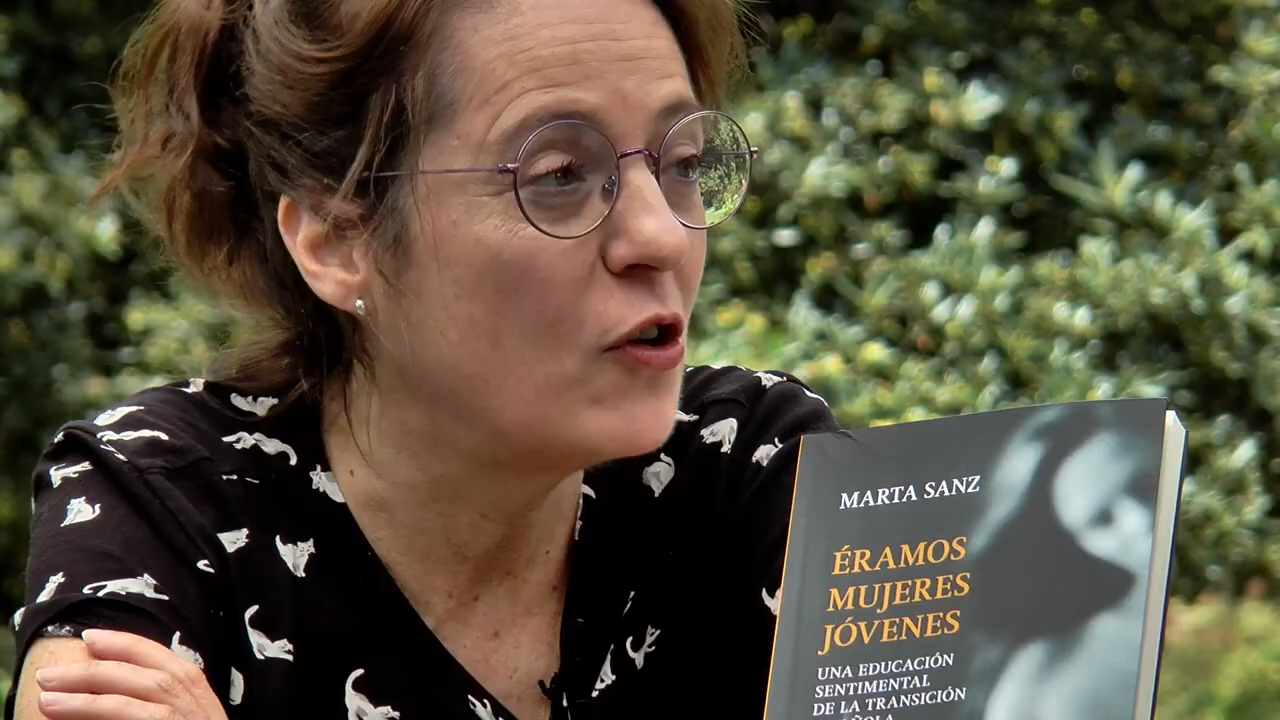 MARTA SANZ
ÉRAMOS
MUJERES
JÓVENES
UNA EDUCACIÓN
SENTIMENTAL
DE LA TRANSICIÓN